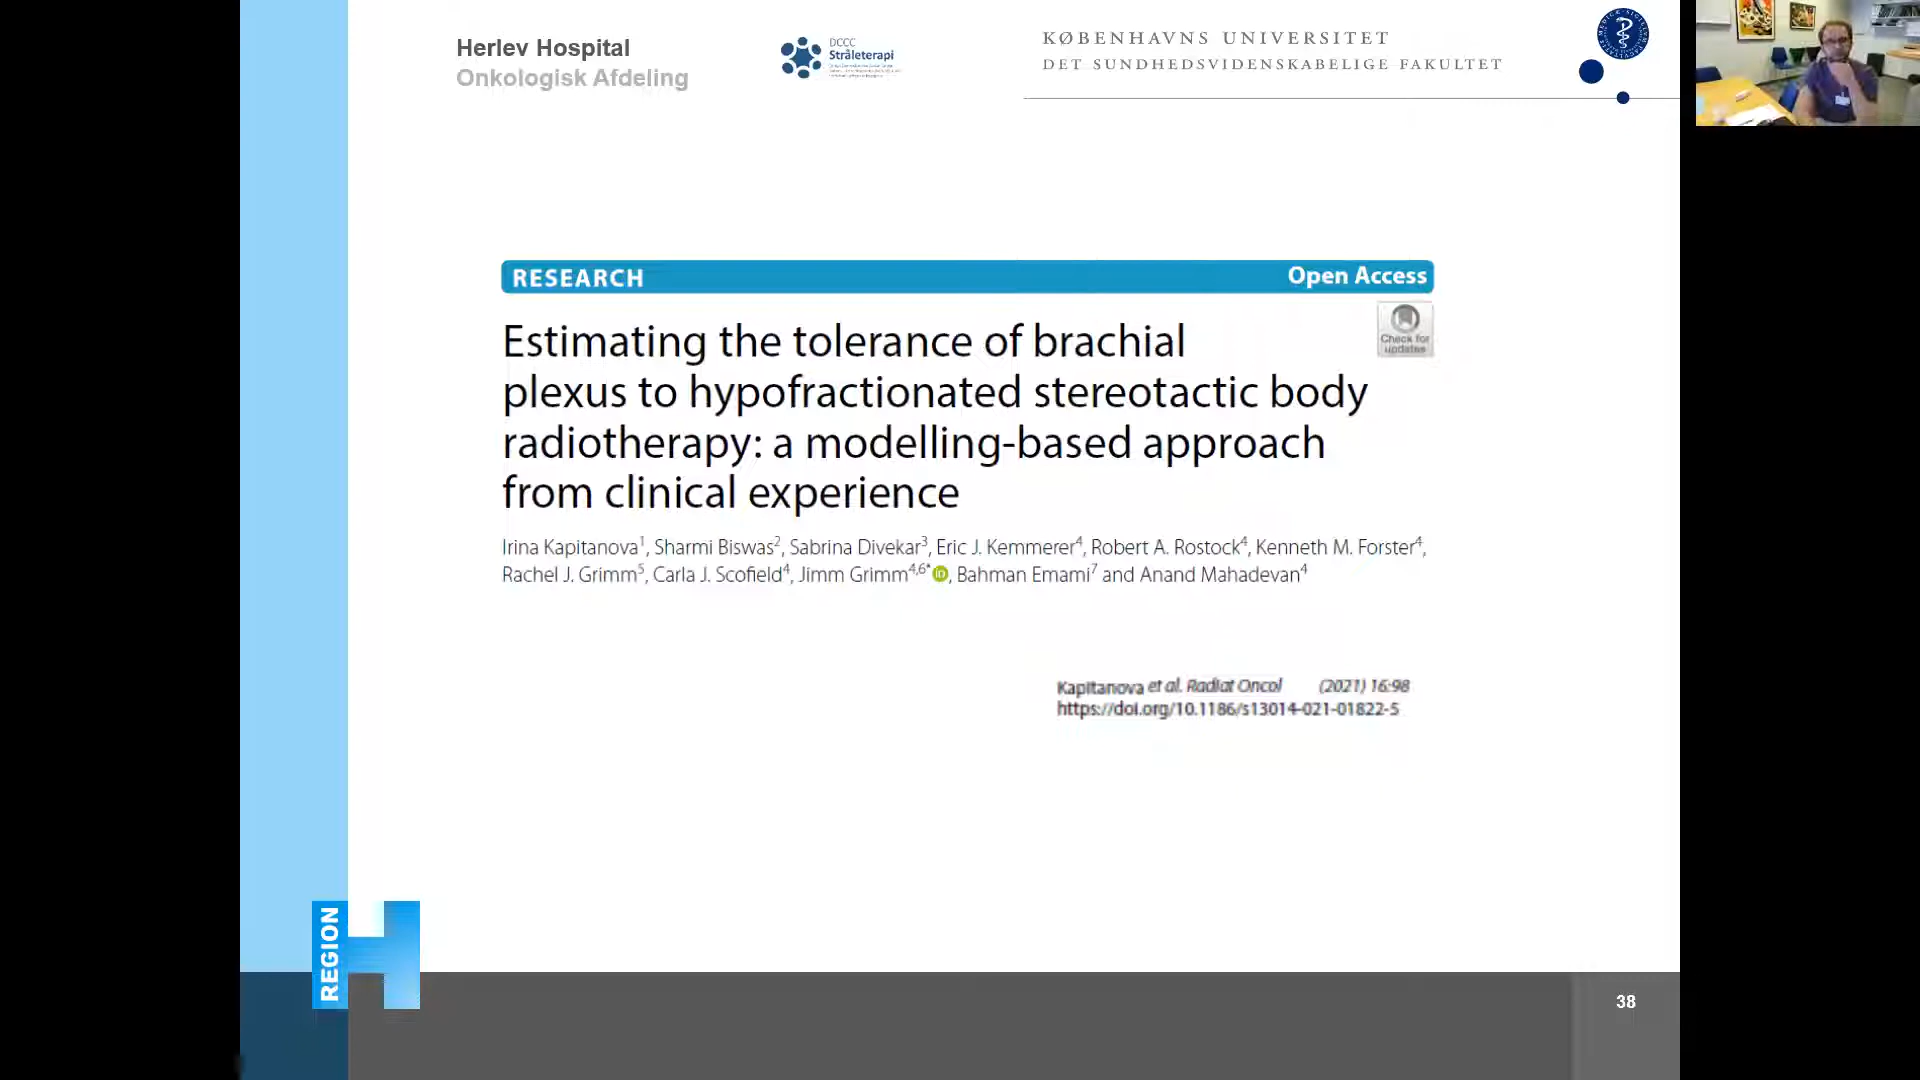 Herlev Hospital
Onkologisk Afdeling
DCCC
Stråleterapi
KØBENHAVNS UNIVERSITET
DET SUNDHEDSVIDENSKABELIGE FAKULTET
RESEARCH
Open Access
Check for
updates
Estimating the tolerance of brachial
plexus to hypofractionated stereotactic body
radiotherapy: a modelling-based approach
from clinical experience
Irina Kapitanova1, Sharmi Biswas2, Sabrina Divekar3, Eric J. Kemmerer4, Robert A. Rostock4, Kenneth M. Forster4,
Rachel J. Grimm5, Carla J. Scofield4, Jimm Grimm4,6* iD, Bahman Emami7 and Anand Mahadevan4
Kapitanova et al. Radiat Oncol (2021) 16:98
https://doi.org/10.1186/s13014-021-01822-5
REGION
38